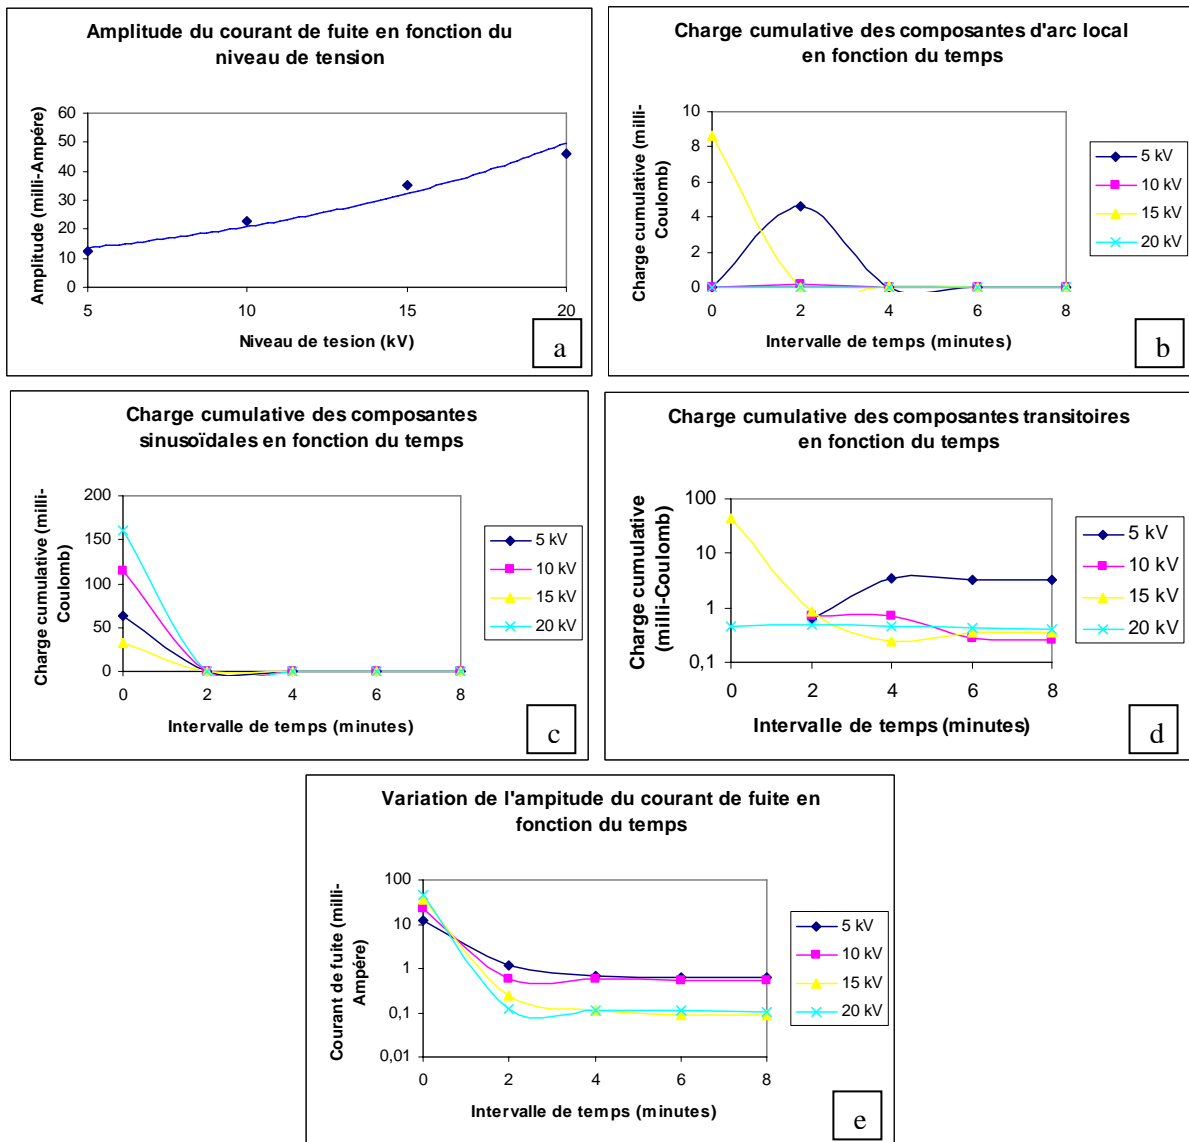 Amplitude du courant de fuite en fonction du
niveau de tension
Amplitude (milli-Ampére)
60
50
40
30
20
10
0
5
10
15
20
Niveau de tesion (kV)
a
Charge cumulative des composantes d'arc local
en fonction du temps
Charge cumulative (milli-
Coulomb)
10
8
6
4
2
0
0
2
4
6
8
Intervalle de temps (minutes)
5 kV
10 kV
15 kV
20 kV
b
Charge cumulative des composantes
sinusoïdales en fonction du temps
Charge cumulative (milli-
Coulomb)
200
150
100
50
0
0
2
4
6
8
Intervalle de temps (minutes)
5 kV
10 kV
15 kV
20 kV
c
Charge cumulative des composantes transitoires
en fonction du temps
Charge cumulative
(milli-Coulomb)
100
10
1
0,1
0
2
4
6
8
Intervalle de temps (minutes)
5 kV
10 kV
15 kV
20 kV
d
Variation de l'ampitude du courant de fuite en
fonction du temps
Courant de fuite (milli-
Ampére)
100
10
1
0,1
0,01
0
2
4
6
8
Intervalle de temps (minutes)
5 kV
10 kV
15 kV
20 kV
e